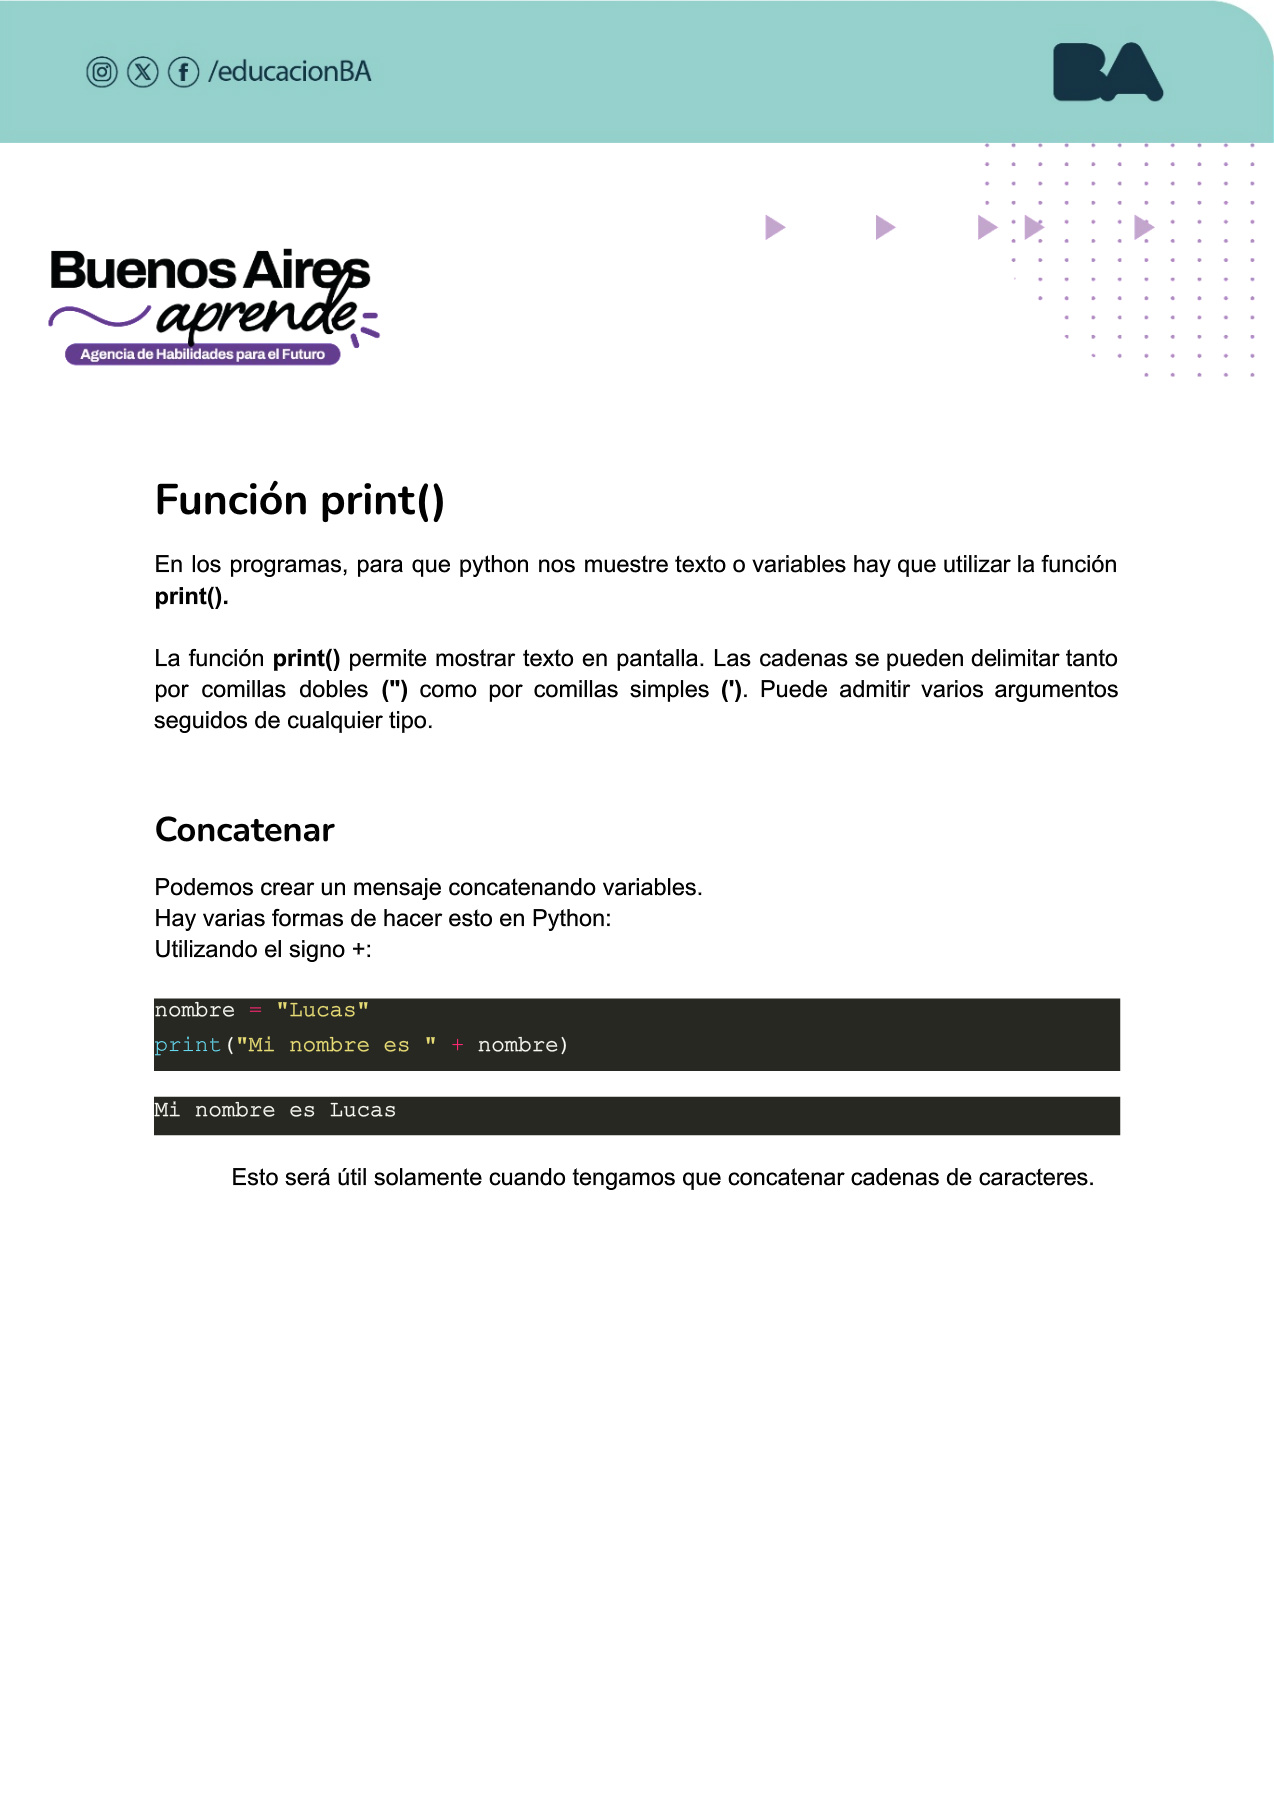 /educacionBA
BA
Buenos Aires
aprende
Agencia de Habilidades para el Futuro
Función print()
En los programas, para que python nos muestre texto o variables hay que utilizar la función
print().
La función print() permite mostrar texto en pantalla. Las cadenas se pueden delimitar tanto
por comillas dobles (") como por comillas simples ('). Puede admitir varios argumentos
seguidos de cualquier tipo.
Concatenar
Podemos crear un mensaje concatenando variables.
Hay varias formas de hacer esto en Python:
Utilizando el signo +:
nombre = "Lucas"
print("Mi nombre es " + nombre)
Mi nombre es Lucas
Esto será útil solamente cuando tengamos que concatenar cadenas de caracteres.